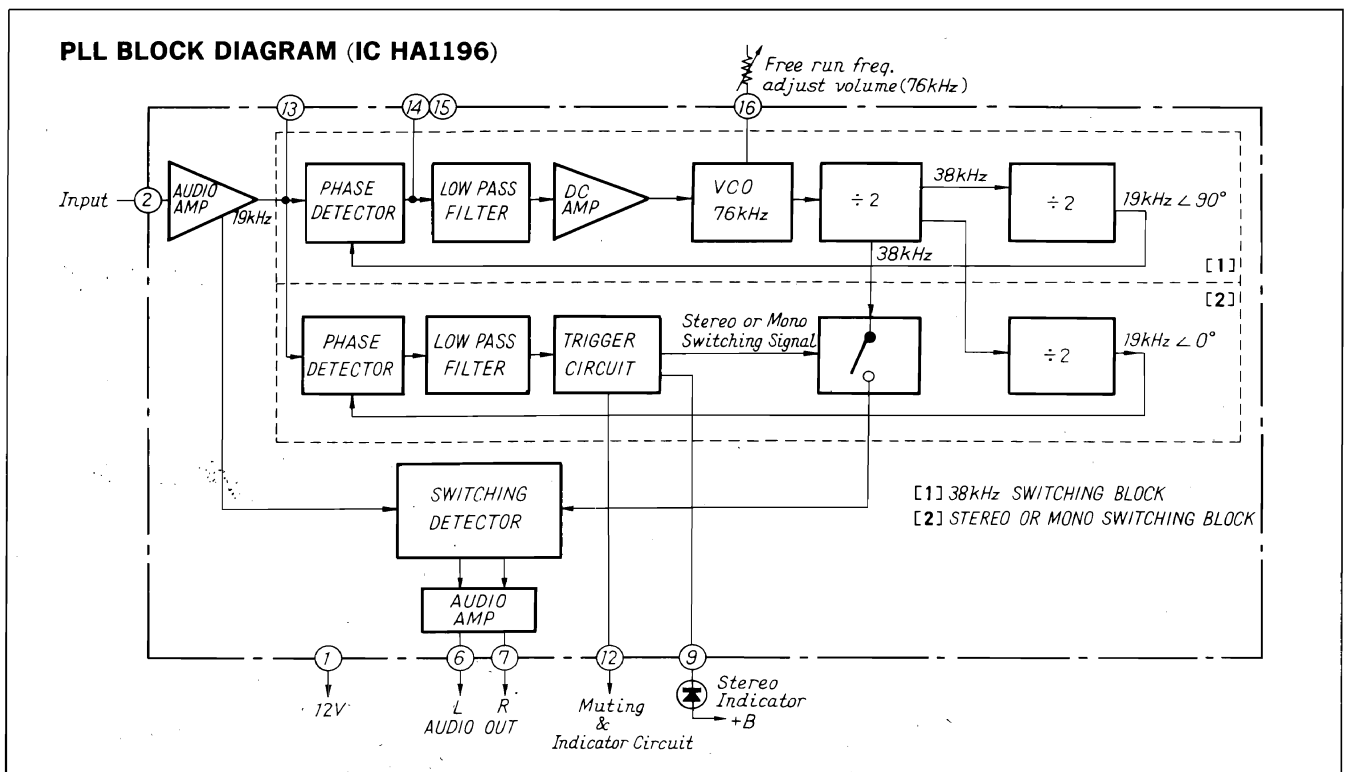 PLL BLOCK DIAGRAM (IC HA1196)
Free run freq.
adjust volume (76kHz)
13
14
15
16
Input
2
AUDIO
AMP
19kHz
PHASE
DETECTOR
LOW PASS
FILTER
DC
AMP
VCO
76kHz
÷2
38kHz
÷2
19kHz ∠ 90°
38kHz
[1]
[2]
PHASE
DETECTOR
LOW PASS
FILTER
TRIGGER
CIRCUIT
Stereo or Mono
Switching Signal
÷2
19kHz ∠ 0°
SWITCHING
DETECTOR
[1] 38kHz SWITCHING BLOCK
[2] STEREO OR MONO SWITCHING BLOCK
AUDIO
AMP
1
6
7
12
9
12V
L
R
AUDIO OUT
Muting
&
Indicator Circuit
Stereo
Indicator
+B